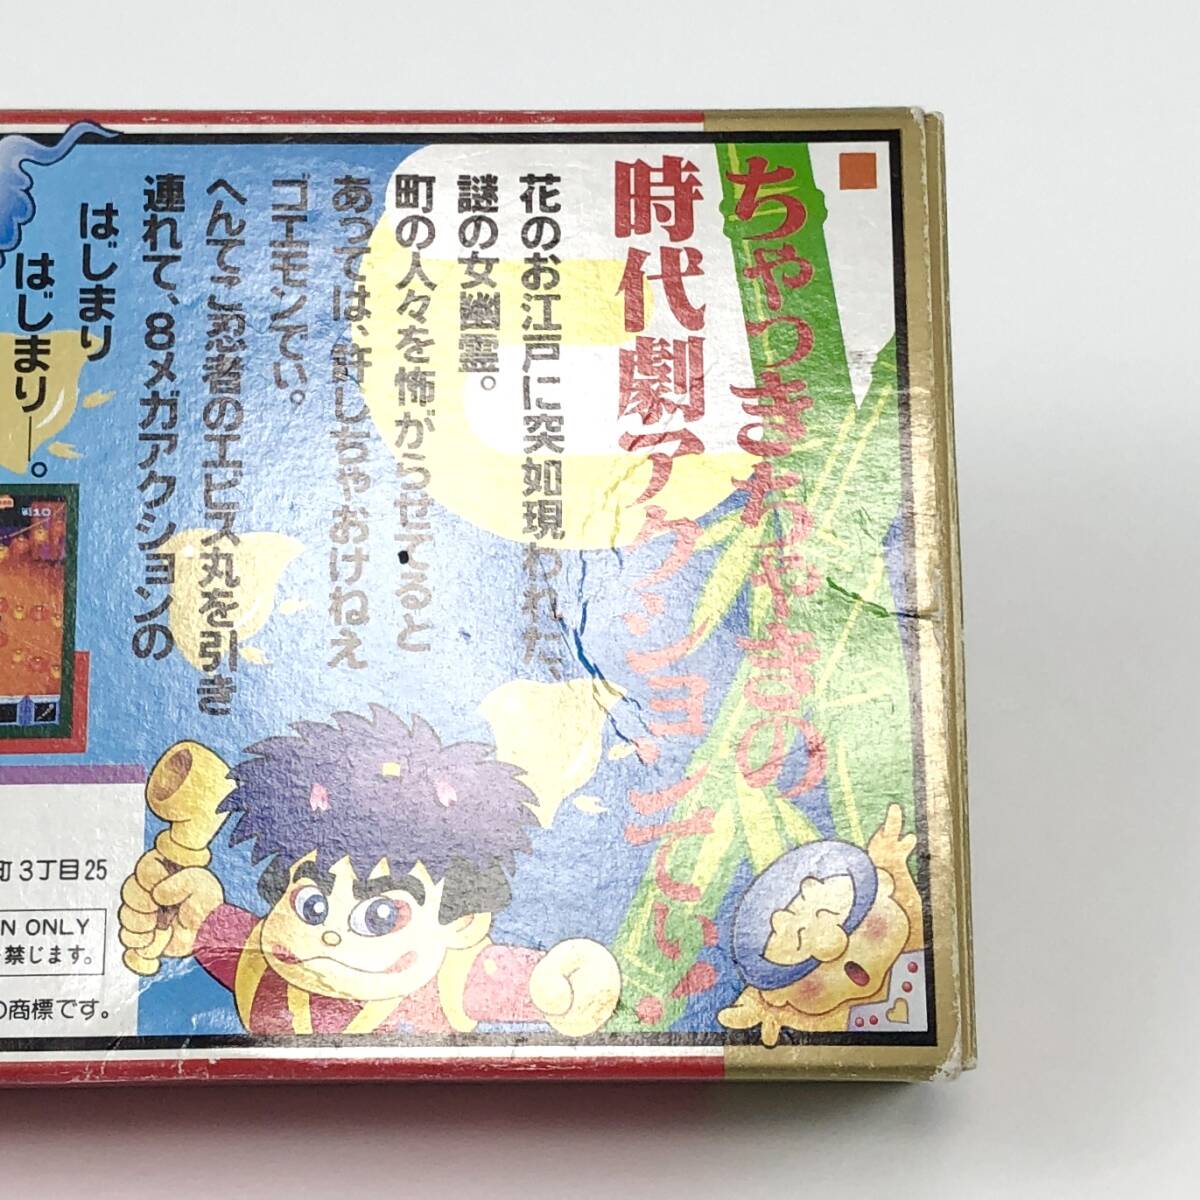 ちゃっきちゃきの
時代劇アクションでい!
花のお江戸に突如現われた、
謎の女幽霊。
町の人々を怖がらせてると
あっては、許しちゃおけねえ
ゴエモンでい。
へんてこ忍者のエビス丸を引き
連れて、8メガアクションの
はじまり
はじまり—。
町3丁目25
N ONLY
禁じます。
の商標です。